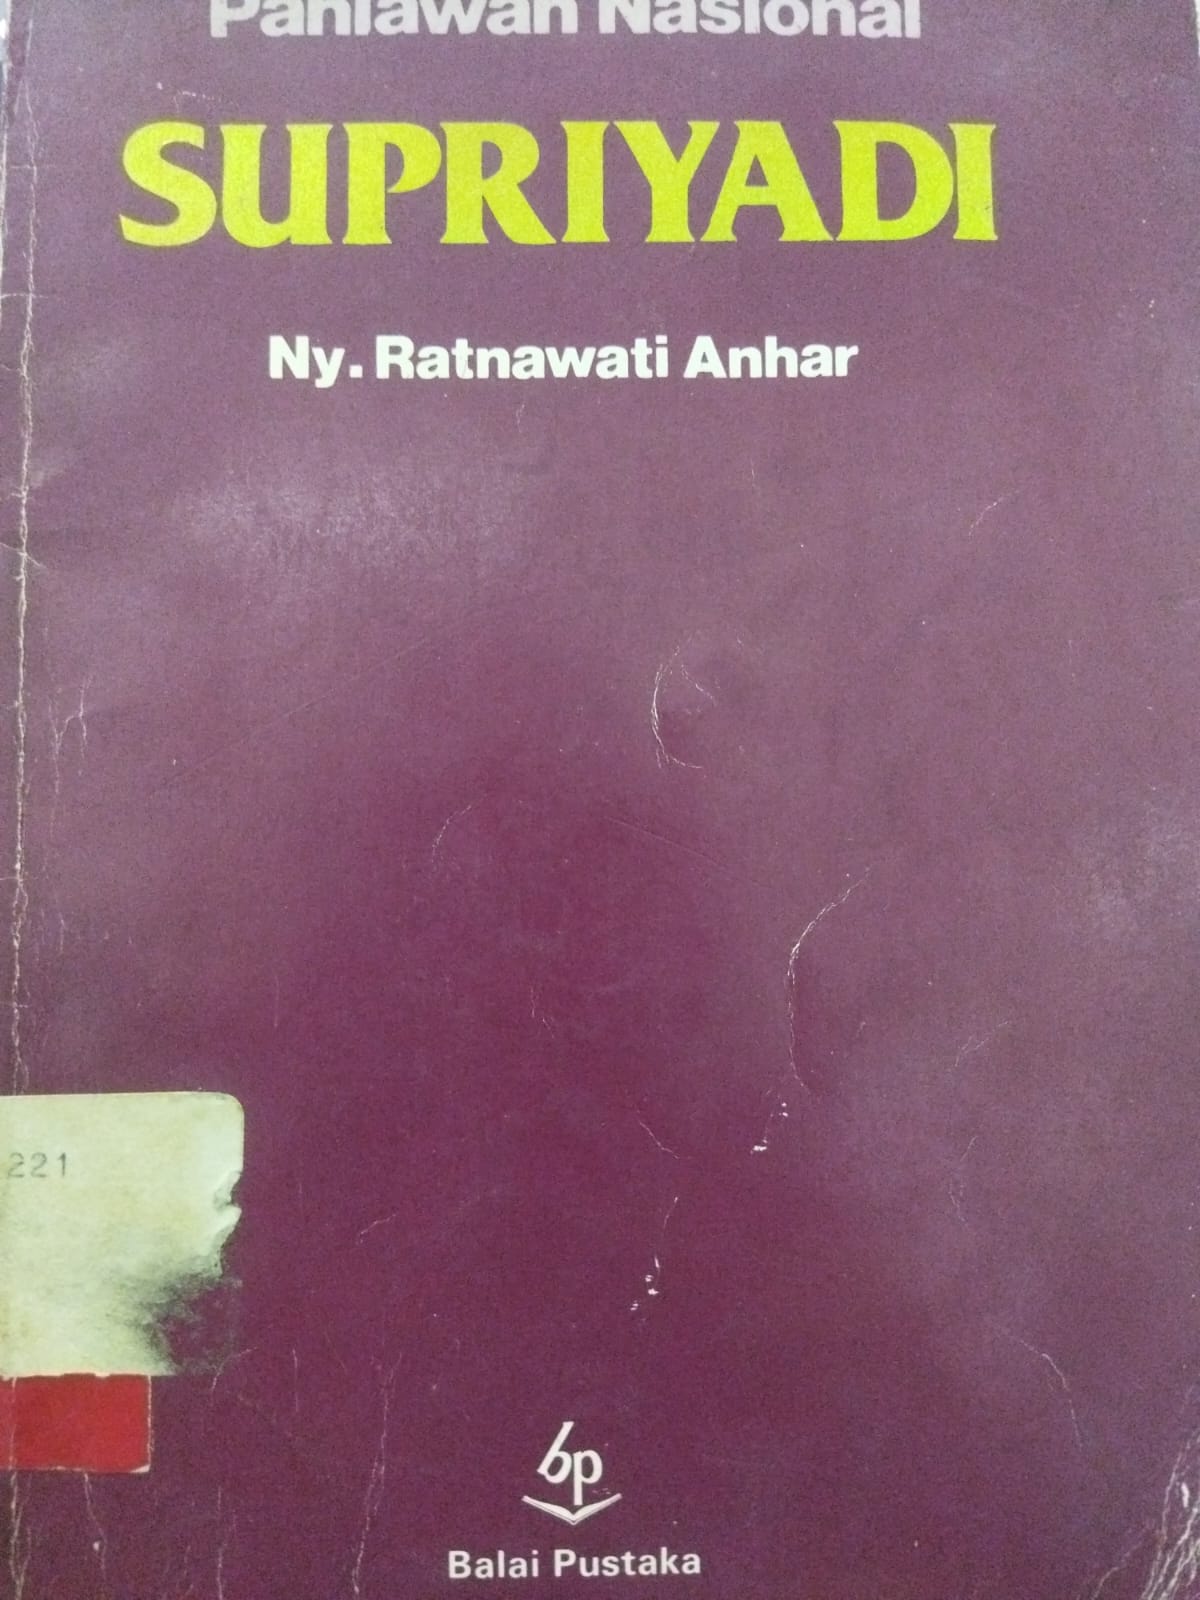 Pahlawan Nasional
SUPRIYADI
Ny. Ratnawati Anhar
221
bp
Balai Pustaka